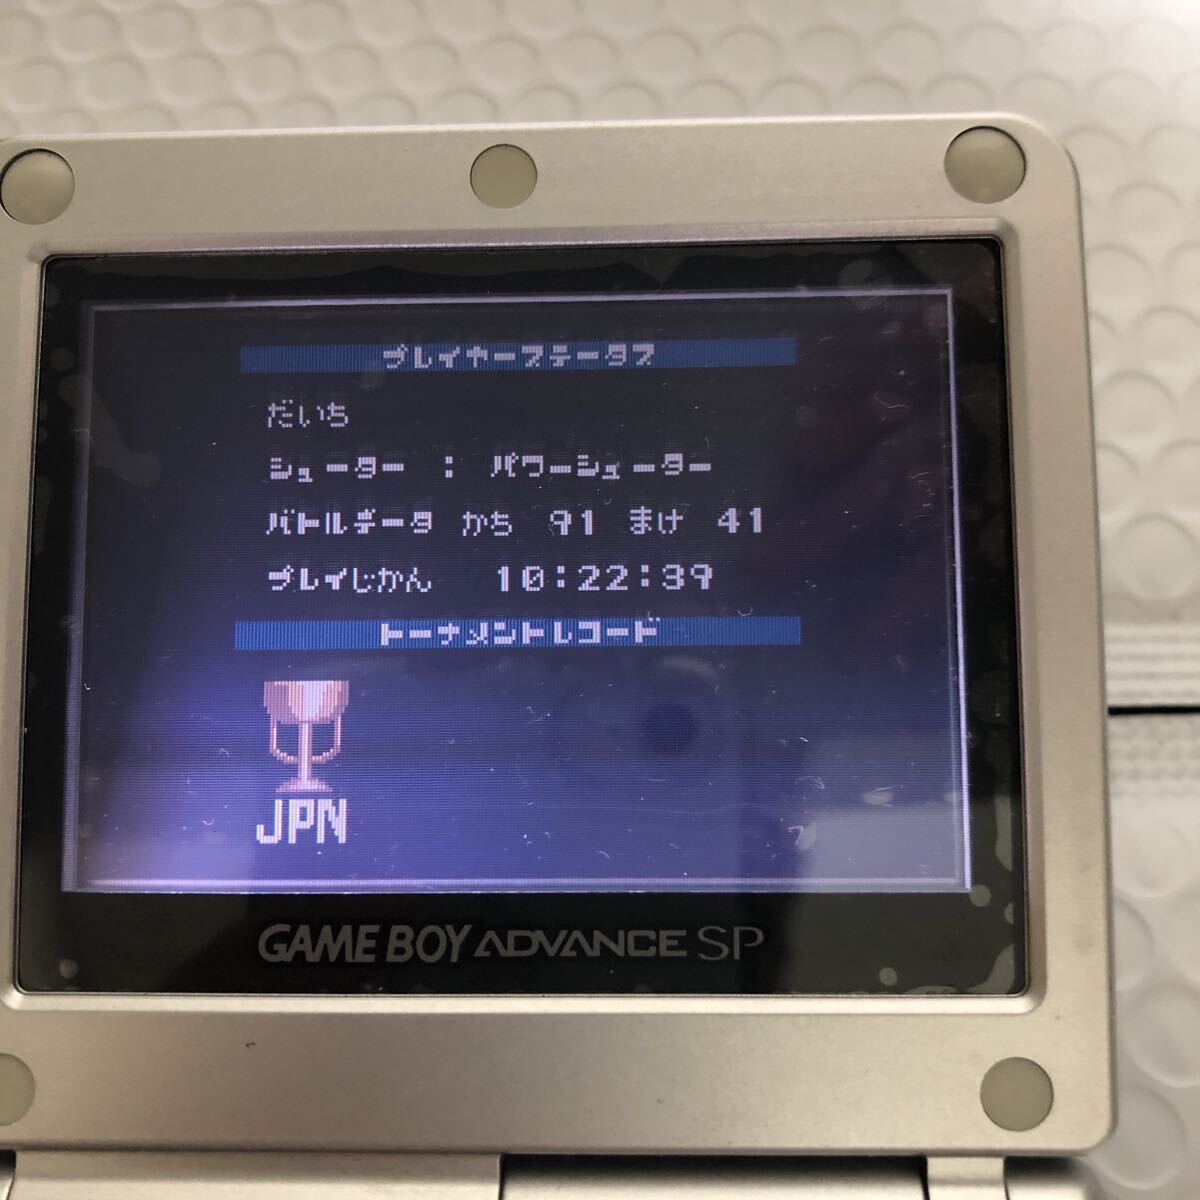 プレイヤーステータス
だいち
シューター : パワーシューター
バトルデータ かち 91 まけ 41
プレイじかん 10:22:39
トーナメントレコード
JPN
GAME BOY ADVANCE SP